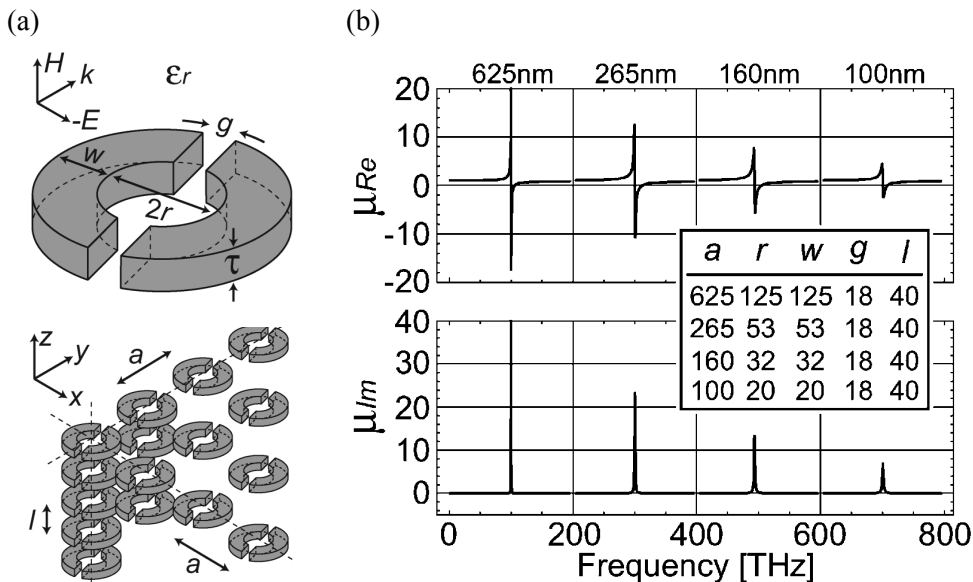 (a)
H
k
-E
εr
g
w
2r
τ
z
y
x
a
l
a
(b)
625nm 265nm 160nm 100nm
20
10
0
-10
-20
μRe
a r w g l
625 125 125 18 40
265 53 53 18 40
160 32 32 18 40
100 20 20 18 40
40
30
20
10
0
μIm
0 200 400 600 800
Frequency [THz]